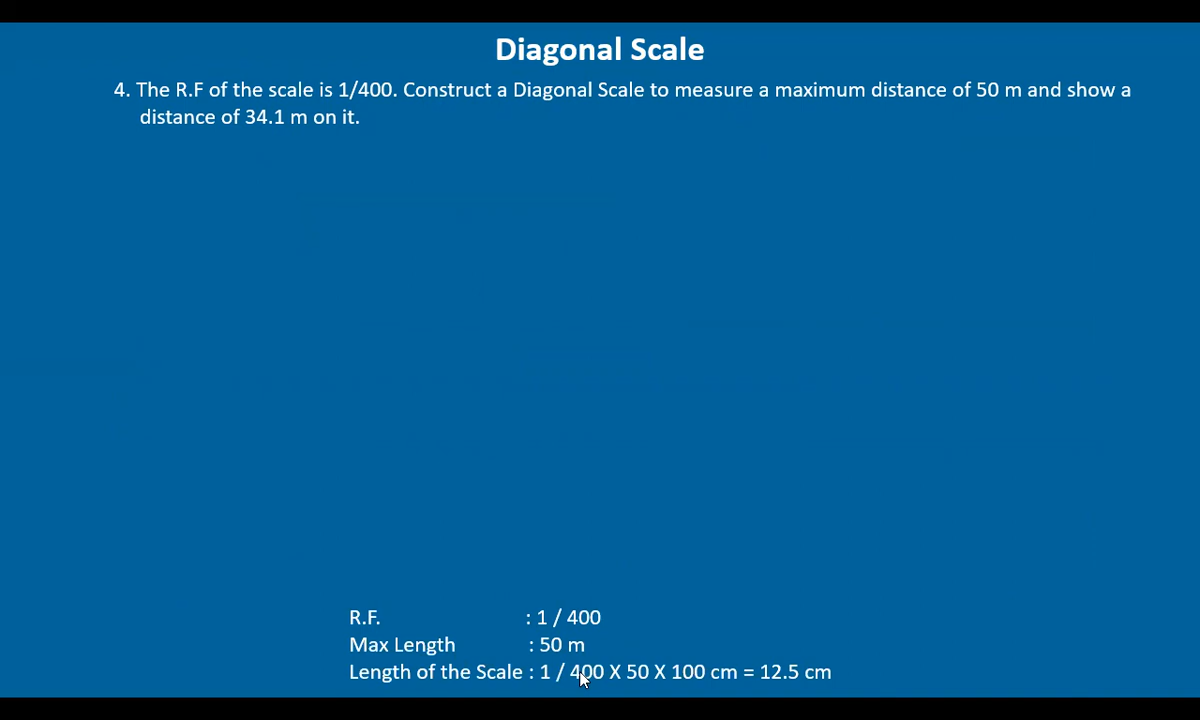 Diagonal Scale
4. The R.F of the scale is 1/400. Construct a Diagonal Scale to measure a maximum distance of 50 m and show a
distance of 34.1 m on it.
R.F. : 1 / 400
Max Length : 50 m
Length of the Scale : 1 / 400 X 50 X 100 cm = 12.5 cm